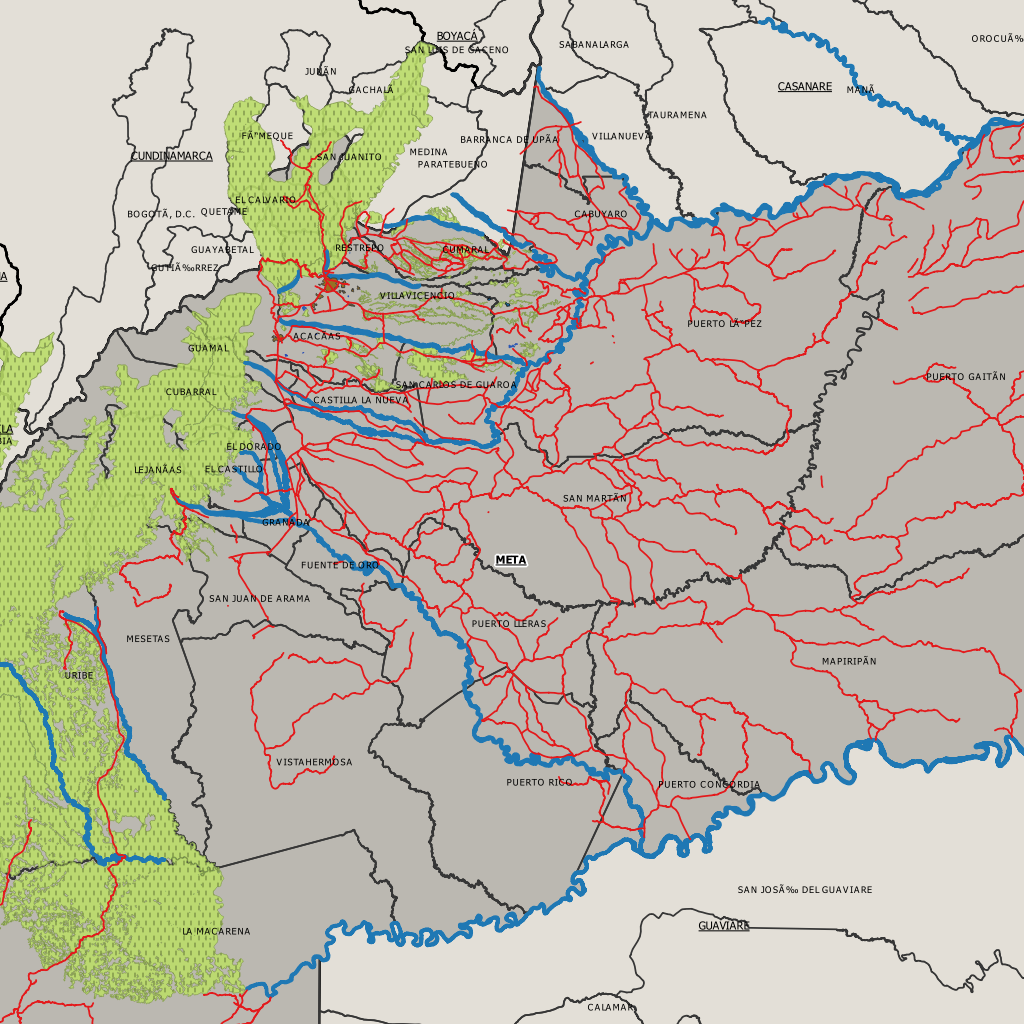 BOYACÁ
OROCUÃ‰
SABANALARGA
SAN LUIS DE GACENO
JUNÃN
GACHALÃ
CASANARE
MANÃ
TAURAMENA
FÃ“MEQUE
BARRANCA DE UPÃA
VILLANUEVA
CUNDINAMARCA
SAN JUANITO
MEDINA
PARATEBUENO
EL CALVARIO
BOGOTÃ, D.C.
QUETAME
CABUYARO
GUAYABETAL
RESTREPO
CUMARAL
GUTIÃ‰RREZ
VILLAVICENCIO
PUERTO LÃ“PEZ
ACACÃAS
GUAMAL
PUERTO GAITÃN
CUBARRAL
SAN CARLOS DE GUAROA
CASTILLA LA NUEVA
EL DORADO
LEJANÃAS
EL CASTILLO
SAN MARTÃN
GRANADA
META
FUENTE DE ORO
SAN JUAN DE ARAMA
PUERTO LLERAS
MESETAS
MAPIRIPÃN
URIBE
VISTAHERMOSA
PUERTO RICO
PUERTO CONCORDIA
SAN JOSÃ‰ DEL GUAVIARE
GUAVIARE
LA MACARENA
CALAMAR